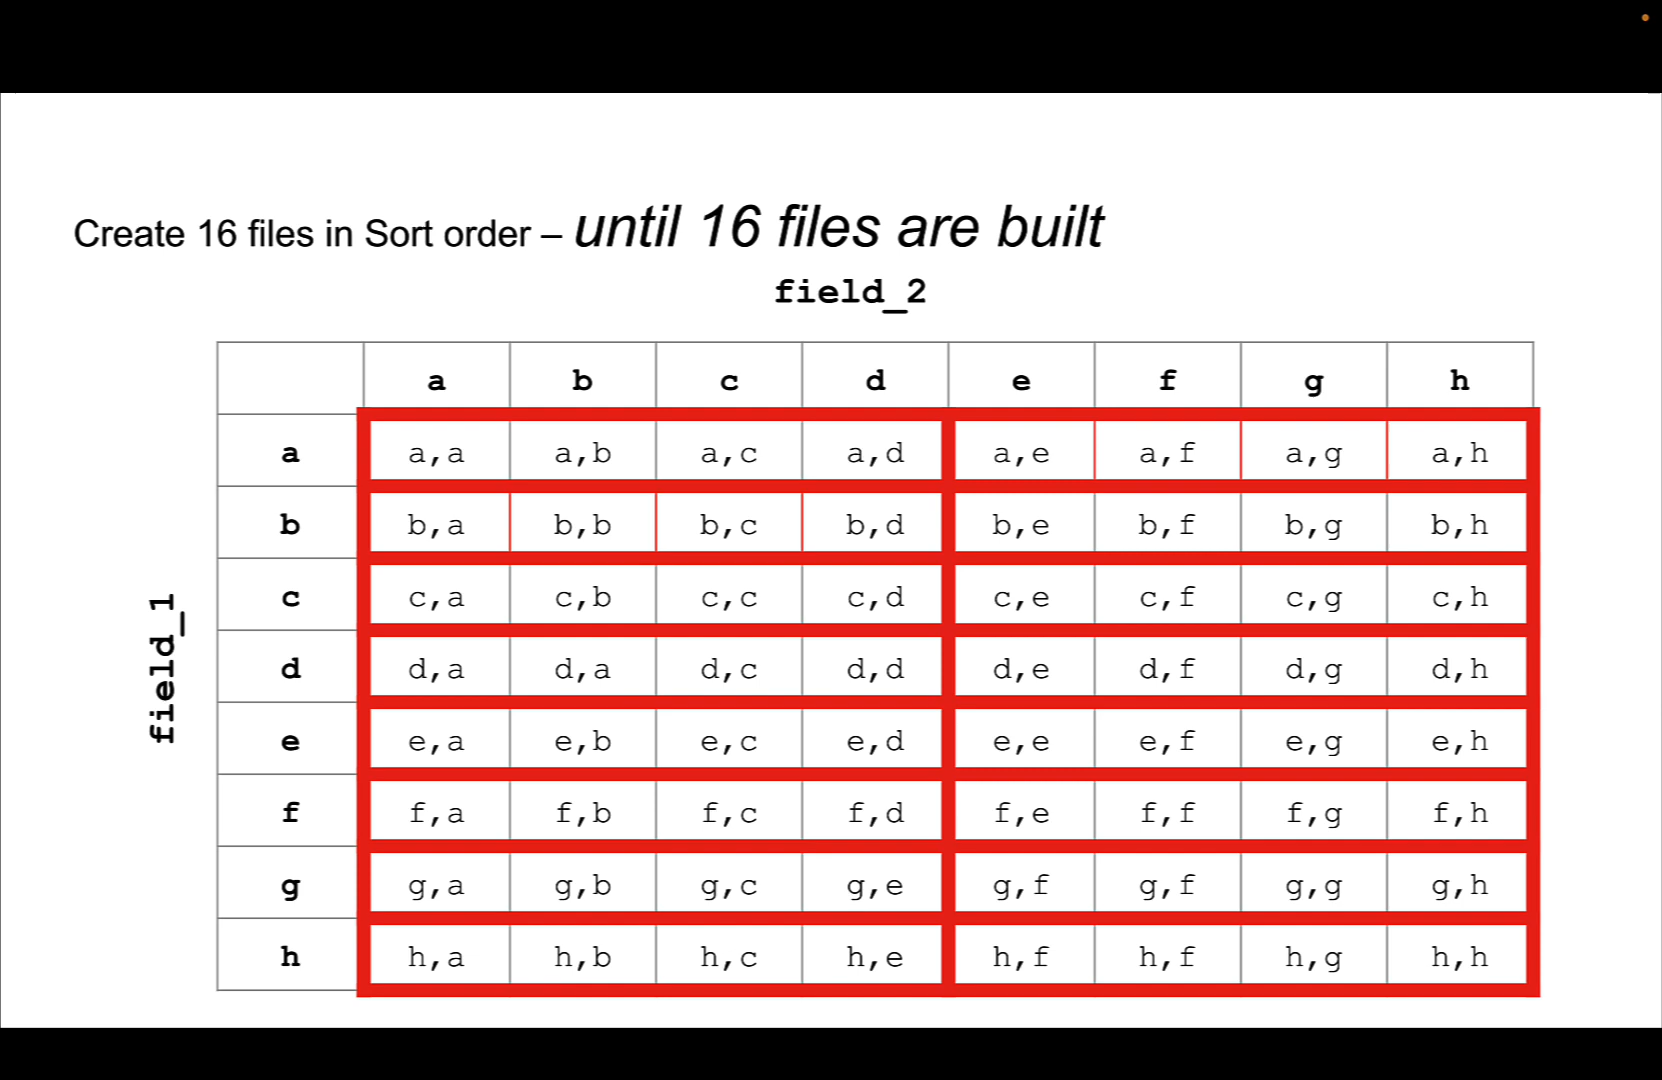 Create 16 files in Sort order – until 16 files are built
field_2
a b c d e f g h
a a,a a,b a,c a,d a,e a,f a,g a,h
b b,a b,b b,c b,d b,e b,f b,g b,h
field_1
c c,a c,b c,c c,d c,e c,f c,g c,h
d d,a d,a d,c d,d d,e d,f d,g d,h
e e,a e,b e,c e,d e,e e,f e,g e,h
f f,a f,b f,c f,d f,e f,f f,g f,h
g g,a g,b g,c g,e g,f g,f g,g g,h
h h,a h,b h,c h,e h,f h,f h,g h,h